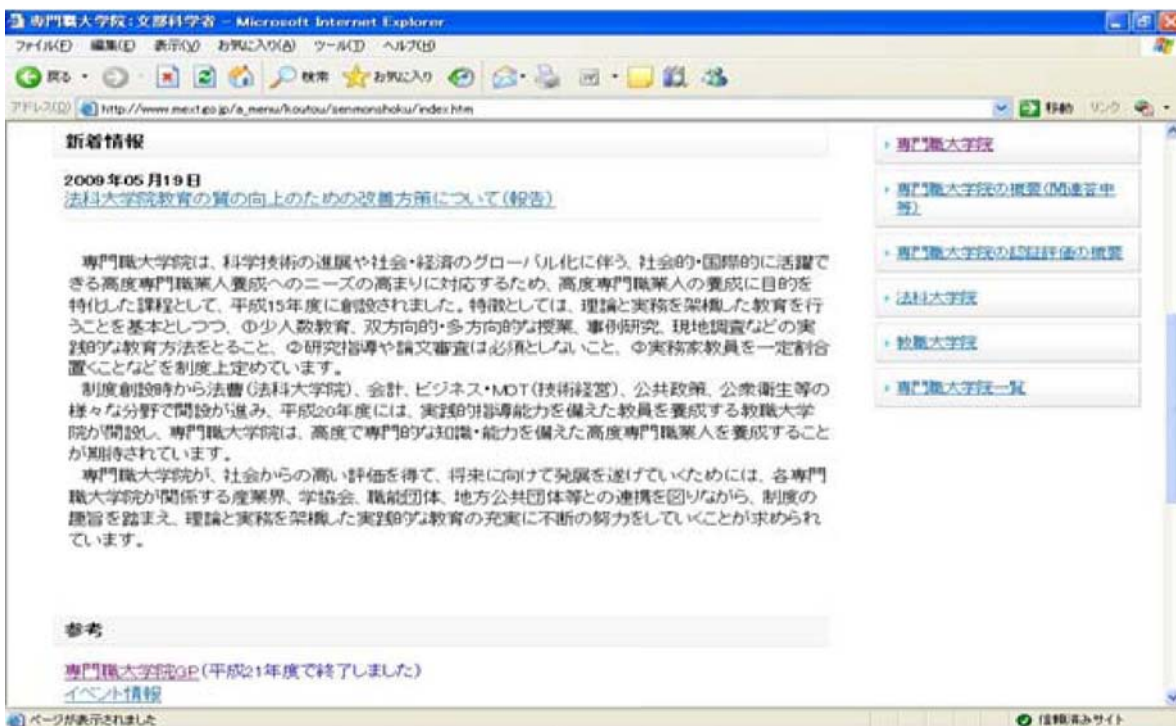 専門職大学院:文部科学省 - Microsoft Internet Explorer
ファイル(F) 編集(E) 表示(V) お気に入り(A) ツール(T) ヘルプ(H)
戻る 検索 お気に入り
アドレス(D) http://www.mext.go.jp/a_menu/koutou/senmonshoku/index.htm 移動 リンク
新着情報
2009年05月19日
法科大学院教育の質の向上のための改善方策について(報告)
専門職大学院は、科学技術の進展や社会・経済のグローバル化に伴う、社会的・国際的に活躍で
きる高度専門職業人養成へのニーズの高まりに対応するため、高度専門職業人の養成に目的を
特化した課程として、平成15年度に創設されました。特徴としては、理論と実務を架橋した教育を行
うことを基本としつつ、①少人数教育、双方向的・多方向的な授業、事例研究、現地調査などの実
践的な教育方法をとること、②研究指導や論文審査は必須としないこと、③実務家教員を一定割合
置くことなどを制度上定めています。
制度創設時から法曹(法科大学院)、会計、ビジネス・MOT(技術経営)、公共政策、公衆衛生等の
様々な分野で開設が進み、平成20年度には、実践的指導能力を備えた教員を養成する教職大学
院が開設し、専門職大学院は、高度で専門的な知識・能力を備えた高度専門職業人を養成すること
が期待されています。
専門職大学院が、社会からの高い評価を得て、将来に向けて発展を遂げていくためには、各専門
職大学院が関係する産業界、学協会、職能団体、地方公共団体等との連携を図りながら、制度の
趣旨を踏まえ、理論と実務を架橋した実践的な教育の充実に不断の努力をしていくことが求められ
ています。
参考
専門職大学院GP(平成21年度で終了しました)
イベント情報
専門職大学院
専門職大学院の概要(関連答申
等)
専門職大学院の認証評価の概要
法科大学院
教職大学院
専門職大学院一覧
ページが表示されました 信頼済みサイト